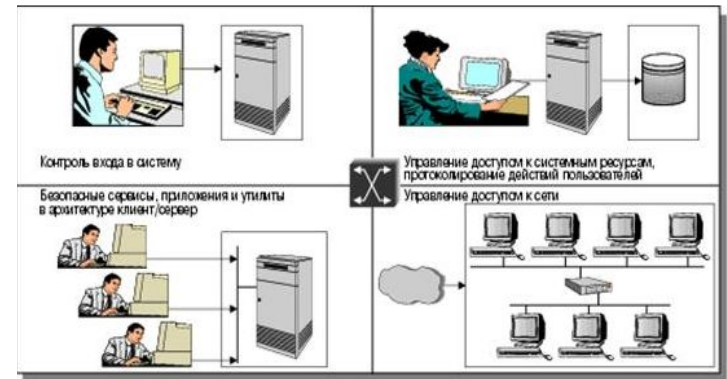 Контроль входа в систему
Управление доступом к системным ресурсам,
протоколирование действий пользователей
Безопасные сервисы, приложения и утилиты
в архитектуре клиент/сервер
Управление доступом к сети